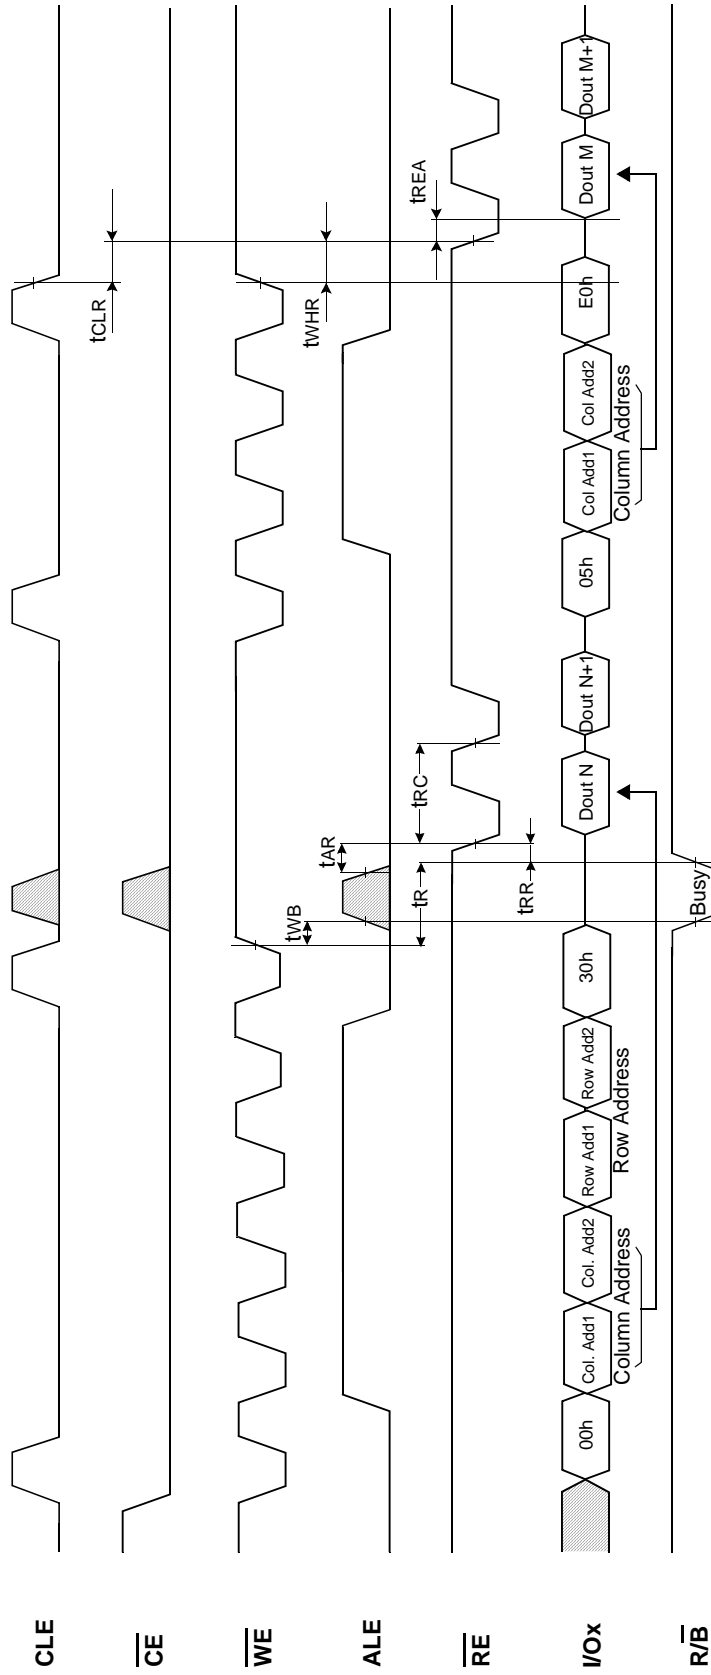 CLE
CE
WE
ALE
RE
I/Ox
R/B
tCLR
tWHR
tWB
tAR
tR
tRC
tRR
tREA
00h
Col. Add1
Col. Add2
Row Add1
Row Add2
30h
Dout N
Dout N+1
05h
Col Add1
Col Add2
E0h
Dout M
Dout M+1
Column Address
Row Address
Column Address
Busy